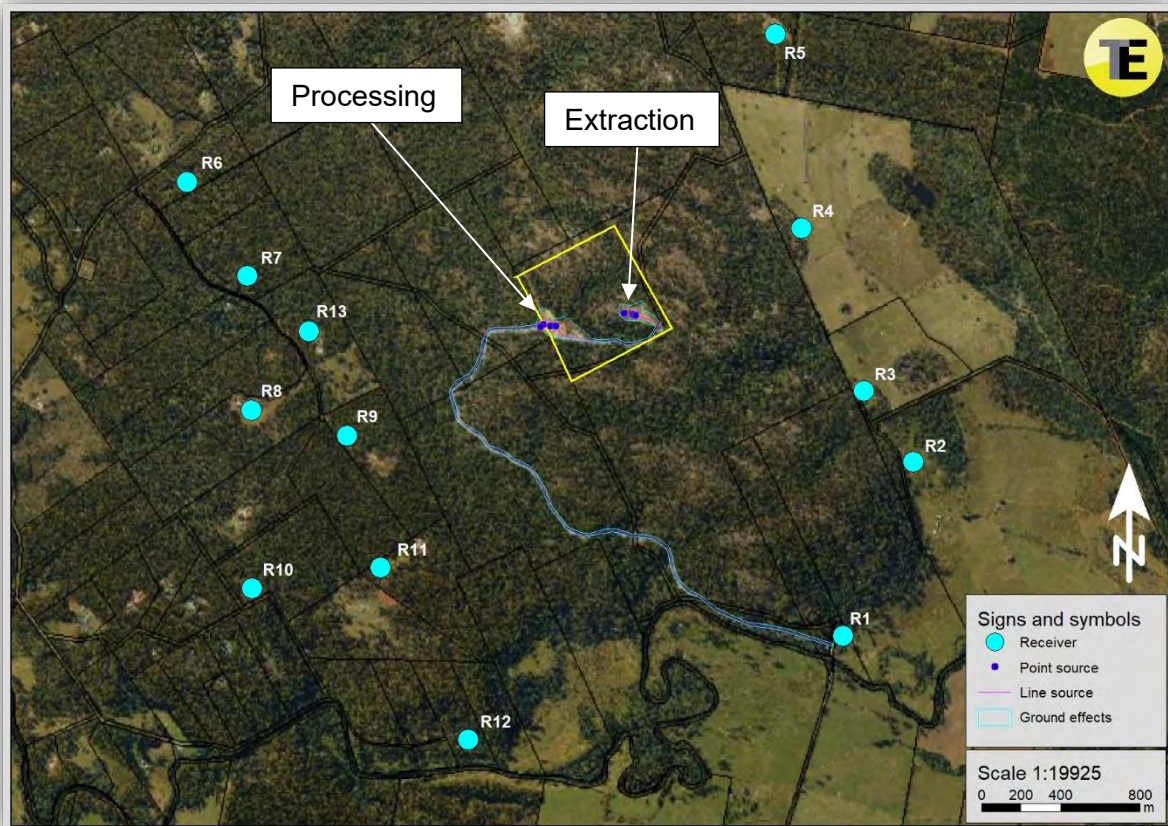 TE
R5
Processing
Extraction
R6
R4
R7
R13
R3
R8
R9
R2
R11
R10
R1
R12
N
Signs and symbols
Receiver
Point source
Line source
Ground effects
Scale 1:19925
0 200 400 800
m